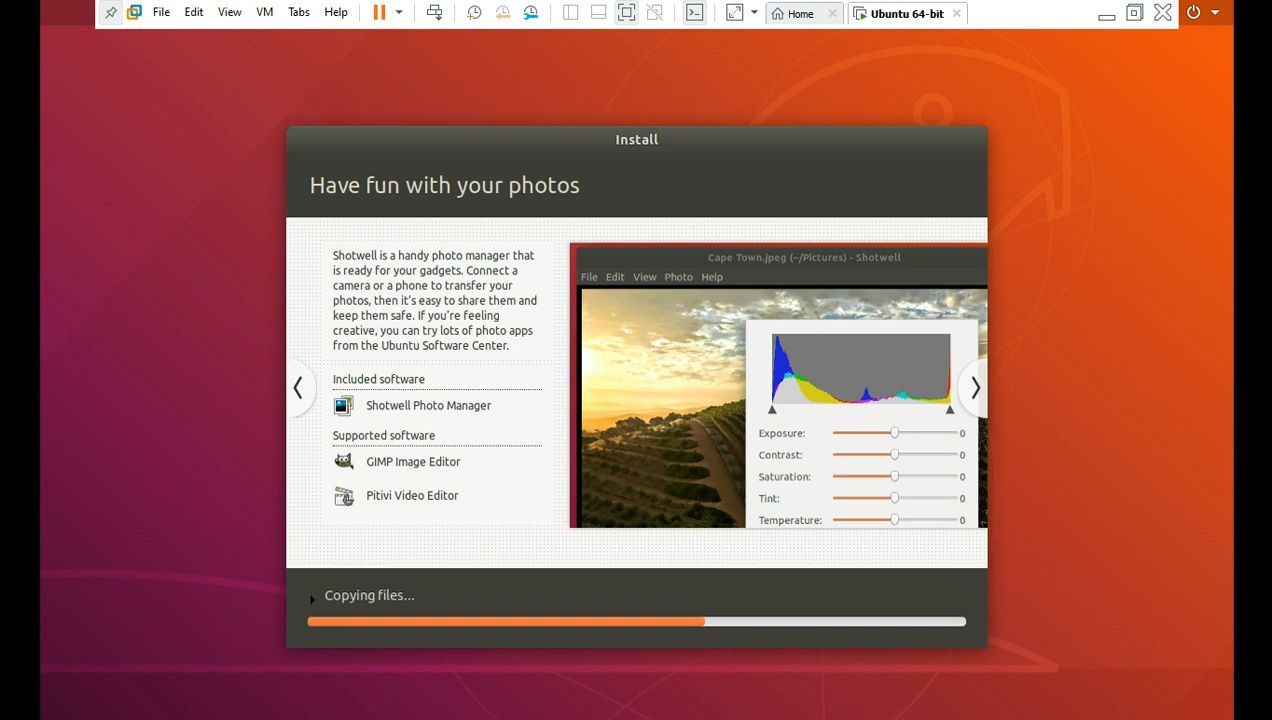 File Edit View VM Tabs Help
Home
Ubuntu 64-bit
Install
Have fun with your photos
Shotwell is a handy photo manager that
is ready for your gadgets. Connect a
camera or a phone to transfer your
photos, then it's easy to share them and
keep them safe. If you're feeling
creative, you can try lots of photo apps
from the Ubuntu Software Center.
Included software
Shotwell Photo Manager
Supported software
GIMP Image Editor
Pitivi Video Editor
Cape Town.jpeg (~/Pictures) - Shotwell
File Edit View Photo Help
Exposure: 0
Contrast: 0
Saturation: 0
Tint: 0
Temperature: 0
Copying files...